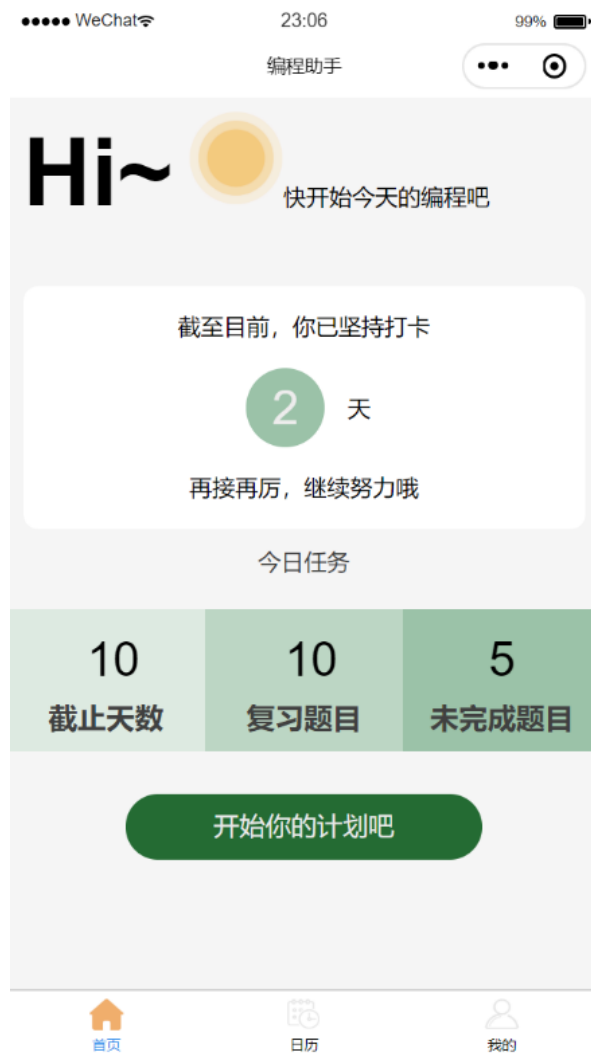 WeChat 23:06 99%
编程助手
Hi~ 快开始今天的编程吧
截至目前，你已坚持打卡
2 天
再接再厉，继续努力哦
今日任务
10 10 5
截止天数 复习题目 未完成题目
开始你的计划吧
首页 日历 我的